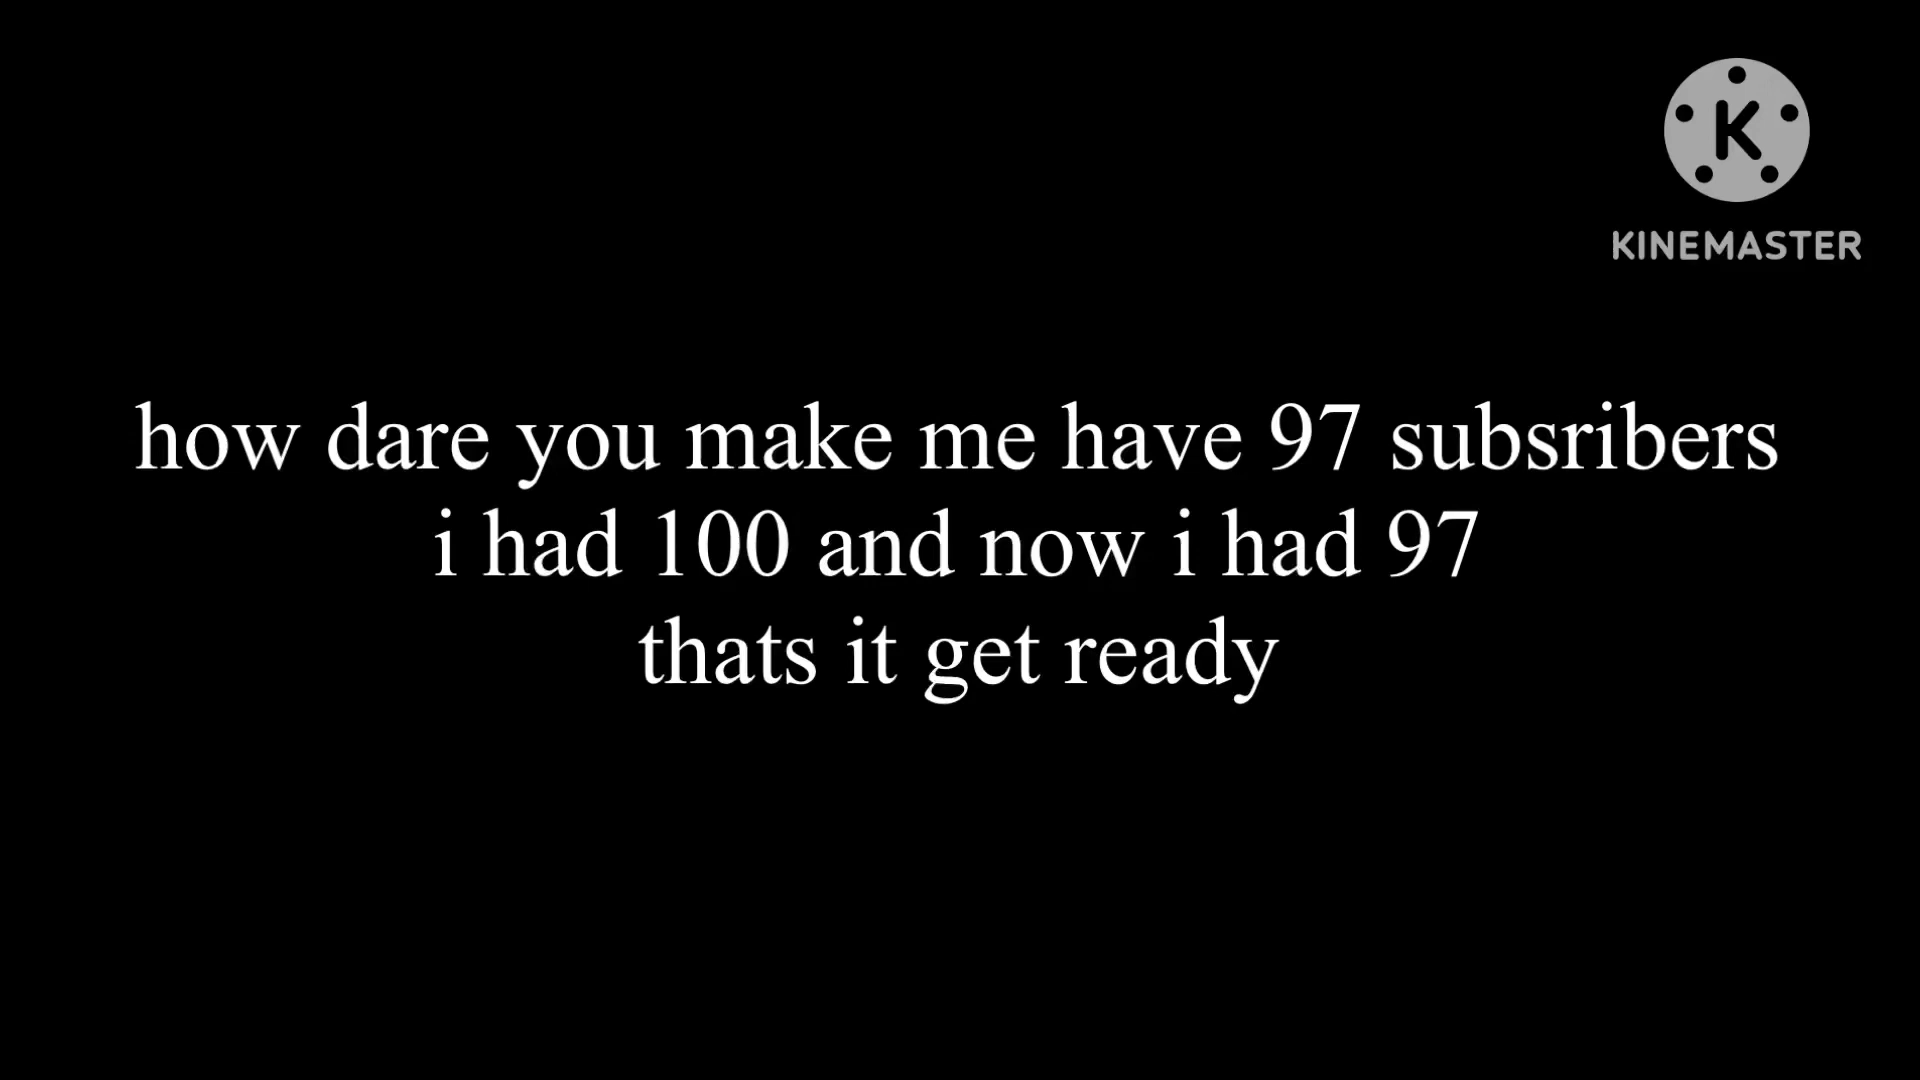 K
KINEMASTER
how dare you make me have 97 subsribers
i had 100 and now i had 97
thats it get ready